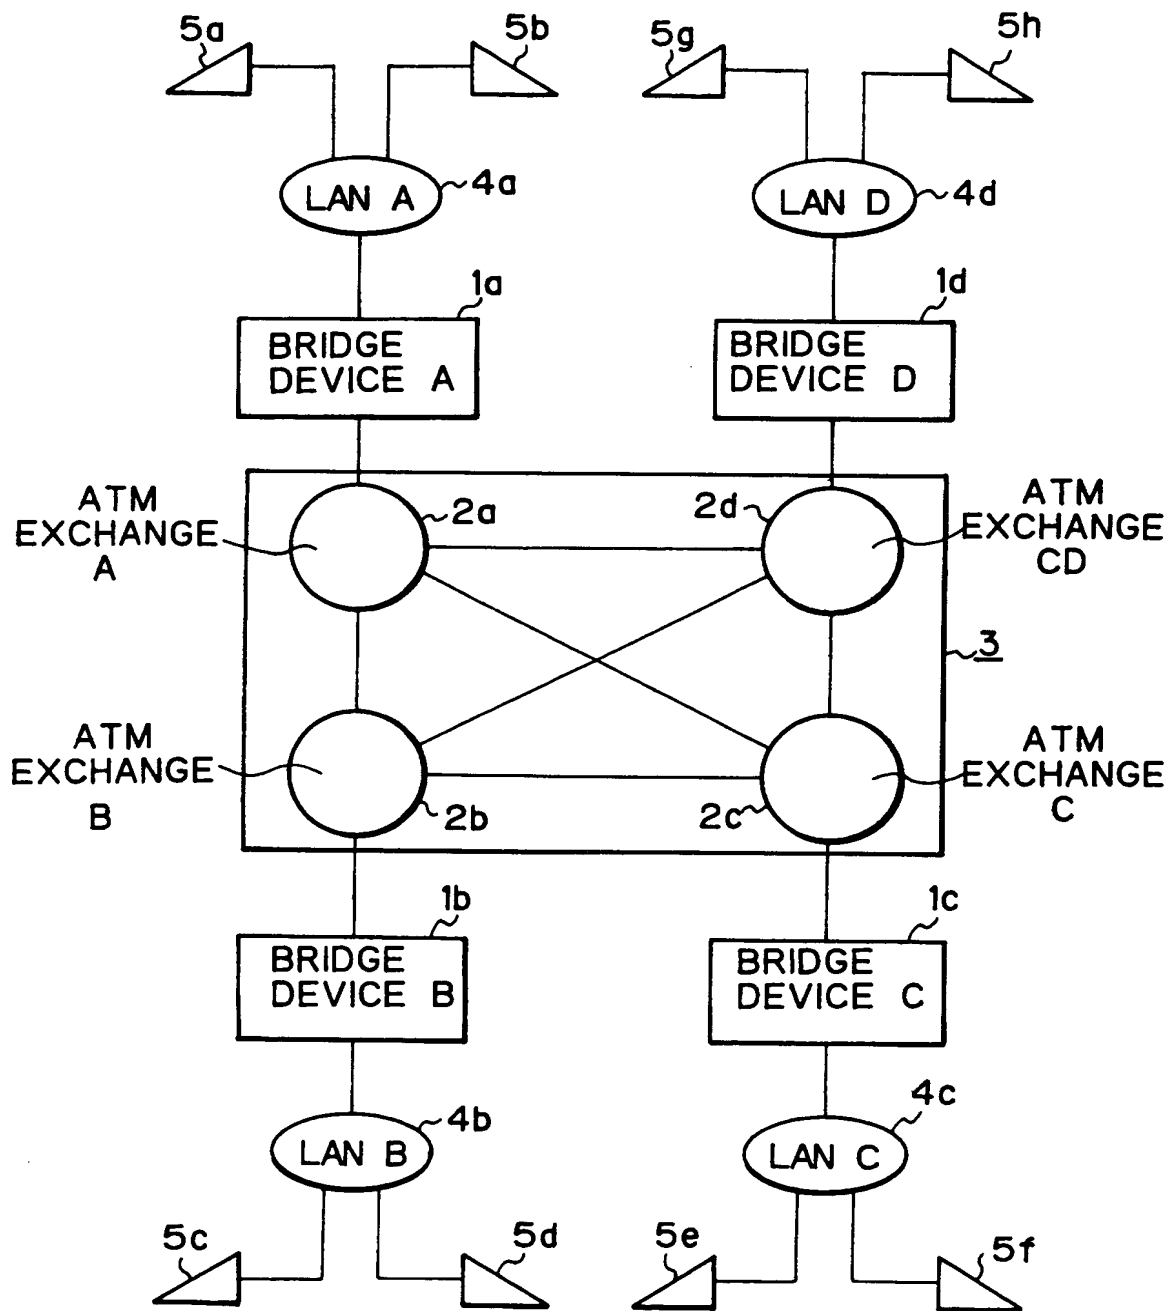 5a
5b
5g
5h
LAN A
4a
LAN D
4d
1a
1d
BRIDGE
DEVICE A
BRIDGE
DEVICE D
ATM
EXCHANGE
A
2a
2d
ATM
EXCHANGE
CD
3
ATM
EXCHANGE
B
2b
2c
ATM
EXCHANGE
C
1b
1c
BRIDGE
DEVICE B
BRIDGE
DEVICE C
4b
4c
LAN B
LAN C
5c
5d
5e
5f